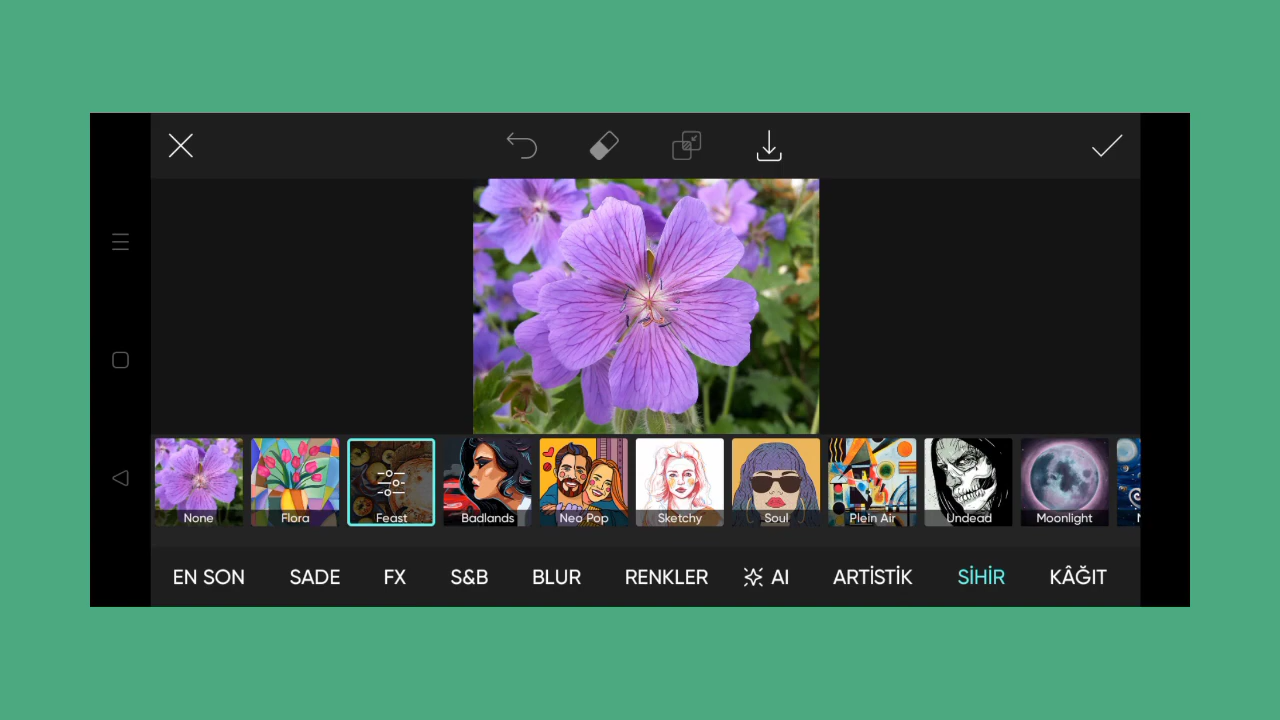 None Flora Feast Badlands Neo Pop Sketchy Soul Plein Air Undead Moonlight
EN SON SADE FX S&B BLUR RENKLER AI ARTİSTİK SİHİR KÂĞIT